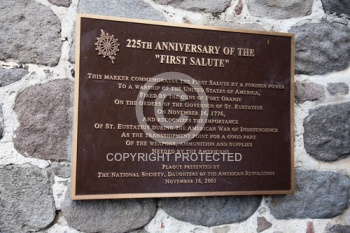 225TH ANNIVERSARY OF THE
"FIRST SALUTE"
THIS MARKER COMMEMORATES THE FIRST SALUTE BY A FOREIGN POWER
TO A WARSHIP OF THE UNITED STATES OF AMERICA,
FIRED BY THE GUNS OF FORT ORANJE
ON THE ORDERS OF THE GOVERNOR OF ST. EUSTATIUS
ON NOVEMBER 16, 1776,
AND RECOGNIZES THE IMPORTANCE
OF ST. EUSTATIUS DURING THE AMERICAN WAR OF INDEPENDENCE
AS THE TRANSSHIPMENT POINT FOR A GOOD PART
OF THE WEAPONS, AMMUNITION AND SUPPLIES
NEEDED BY THE AMERICANS
PLAQUE PRESENTED BY
THE NATIONAL SOCIETY, DAUGHTERS OF THE AMERICAN REVOLUTION
NOVEMBER 16, 2001
©
COPYRIGHT PROTECTED